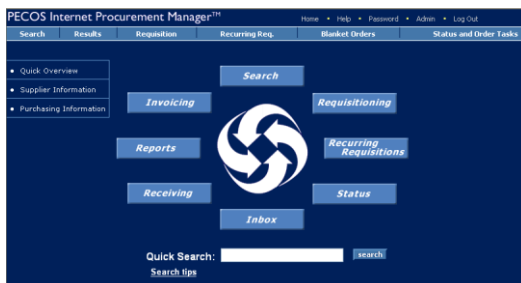 PECOS Internet Procurement Manager™
Home • Help • Password • Admin • Log Out
Search Results Requisition Recurring Req. Blanket Orders Status and Order Tasks
• Quick Overview
• Supplier Information
• Purchasing Information
Search
Invoicing
Requisitioning
Reports
Recurring
Requisitions
Receiving
Status
Inbox
Quick Search: search
Search tips